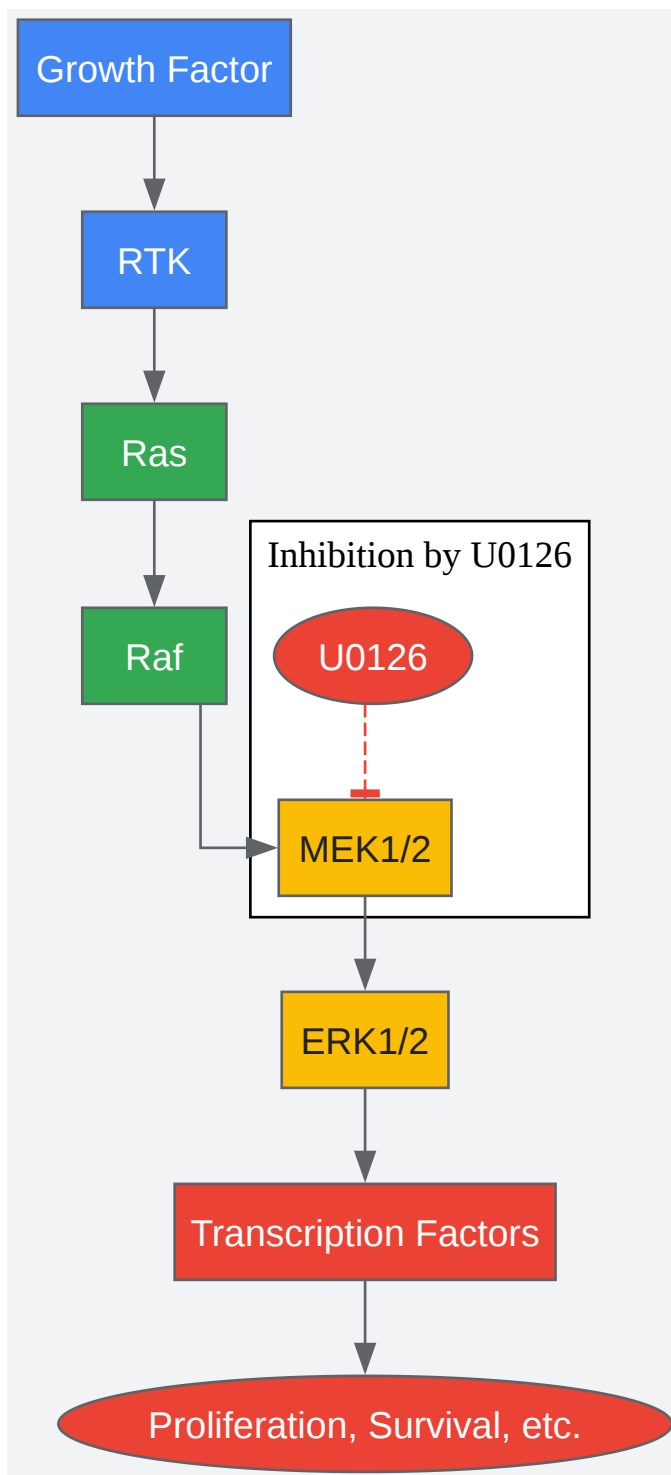 Growth Factor
RTK
Ras
Inhibition by U0126
Raf
U0126
MEK1/2
ERK1/2
Transcription Factors
Proliferation, Survival, etc.